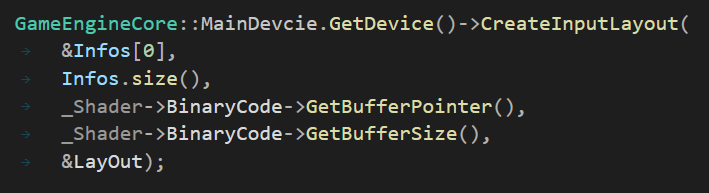 GameEngineCore::MainDevcie.GetDevice()->CreateInputLayout(
&Infos[0],
Infos.size(),
_Shader->BinaryCode->GetBufferPointer(),
_Shader->BinaryCode->GetBufferSize(),
&LayOut);